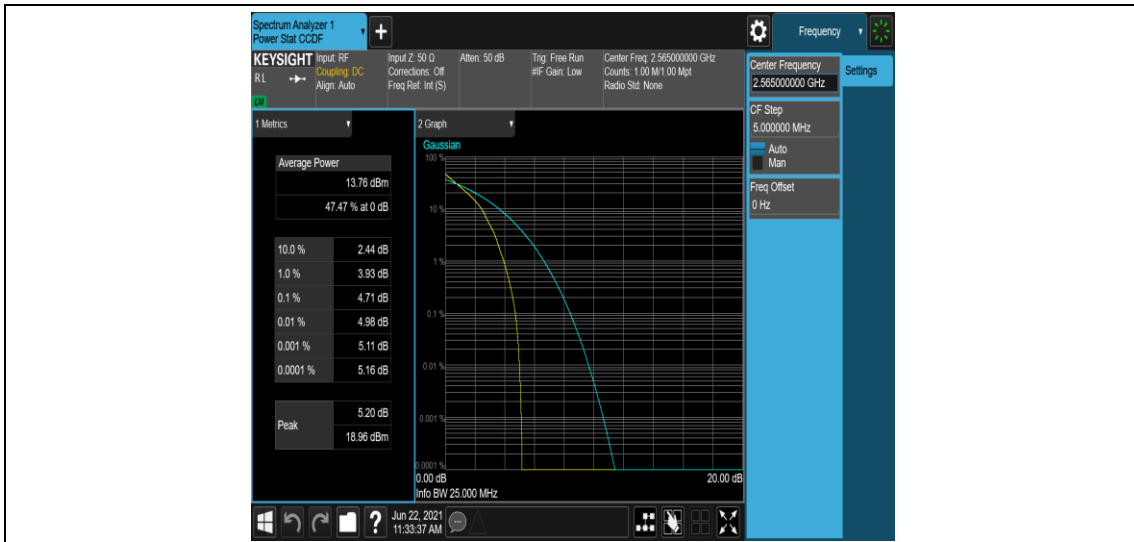 Spectrum Analyzer 1
Power Stat CCDF
+
Frequency
KEYSIGHT
RL
LXI
Input: RF
Coupling: DC
Align: Auto
Input Z: 50 Ω
Corrections: Off
Freq Ref: Int (S)
Atten: 50 dB
Trig: Free Run
#IF Gain: Low
Center Freq: 2.565000000 GHz
Counts: 1.00 M/1.00 Mpt
Radio Std: None
Center Frequency
2.565000000 GHz
Settings
CF Step
5.000000 MHz
Auto
Man
Freq Offset
0 Hz
1 Metrics
Average Power
13.76 dBm
47.47 % at 0 dB
10.0 % 2.44 dB
1.0 % 3.93 dB
0.1 % 4.71 dB
0.01 % 4.98 dB
0.001 % 5.11 dB
0.0001 % 5.16 dB
Peak 5.20 dB
18.96 dBm
2 Graph
Gaussian
100 %
10 %
1 %
0.1 %
0.01 %
0.001 %
0.0001 %
0.00 dB 20.00 dB
Info BW 25.000 MHz
?
Jun 22, 2021
11:33:37 AM